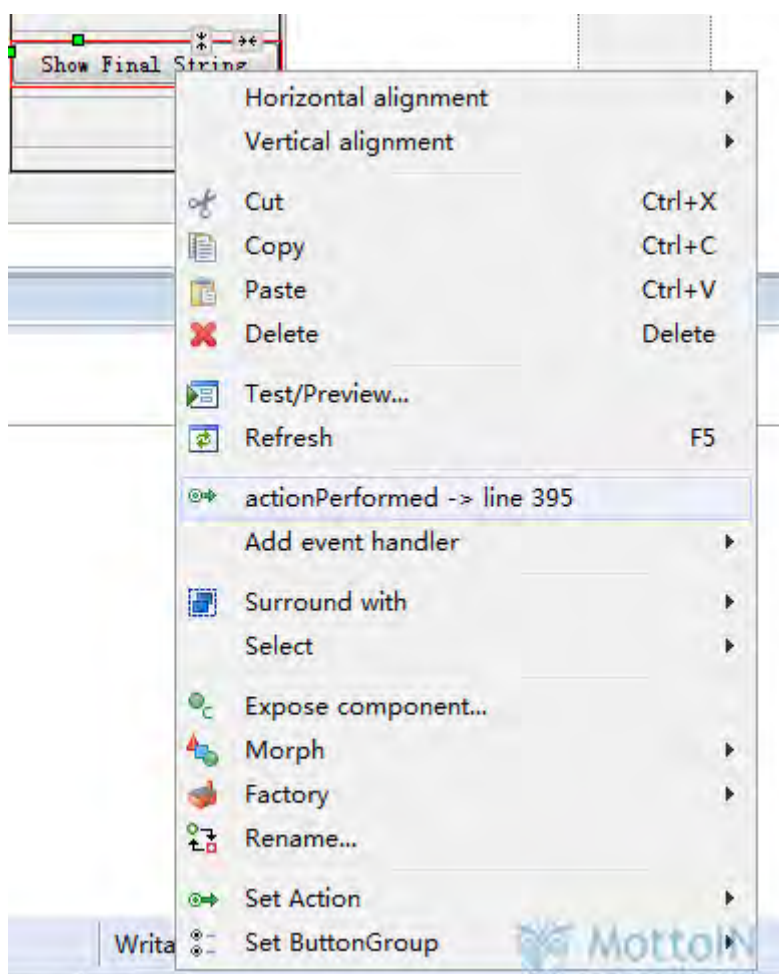 Show Final String
Horizontal alignment
Vertical alignment
Cut Ctrl+X
Copy Ctrl+C
Paste Ctrl+V
Delete Delete
Test/Preview...
Refresh F5
actionPerformed -> line 395
Add event handler
Surround with
Select
Expose component...
Morph
Factory
Rename...
Set Action
Writa Set ButtonGroup MottoIN